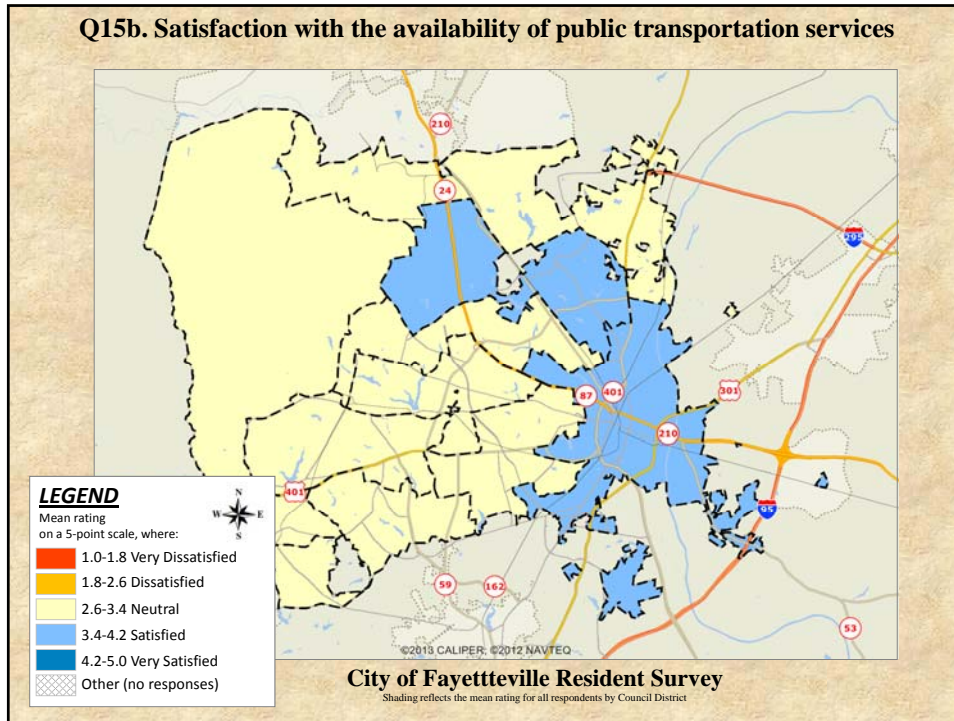 Q15b. Satisfaction with the availability of public transportation services
210
24
295
401
87
301
210
401
95
59
162
53
LEGEND
Mean rating
on a 5-point scale, where:
N
W E
S
1.0-1.8 Very Dissatisfied
1.8-2.6 Dissatisfied
2.6-3.4 Neutral
3.4-4.2 Satisfied
4.2-5.0 Very Satisfied
Other (no responses)
©2013 CALIPER; ©2012 NAVTEQ
City of Fayettteville Resident Survey
Shading reflects the mean rating for all respondents by Council District